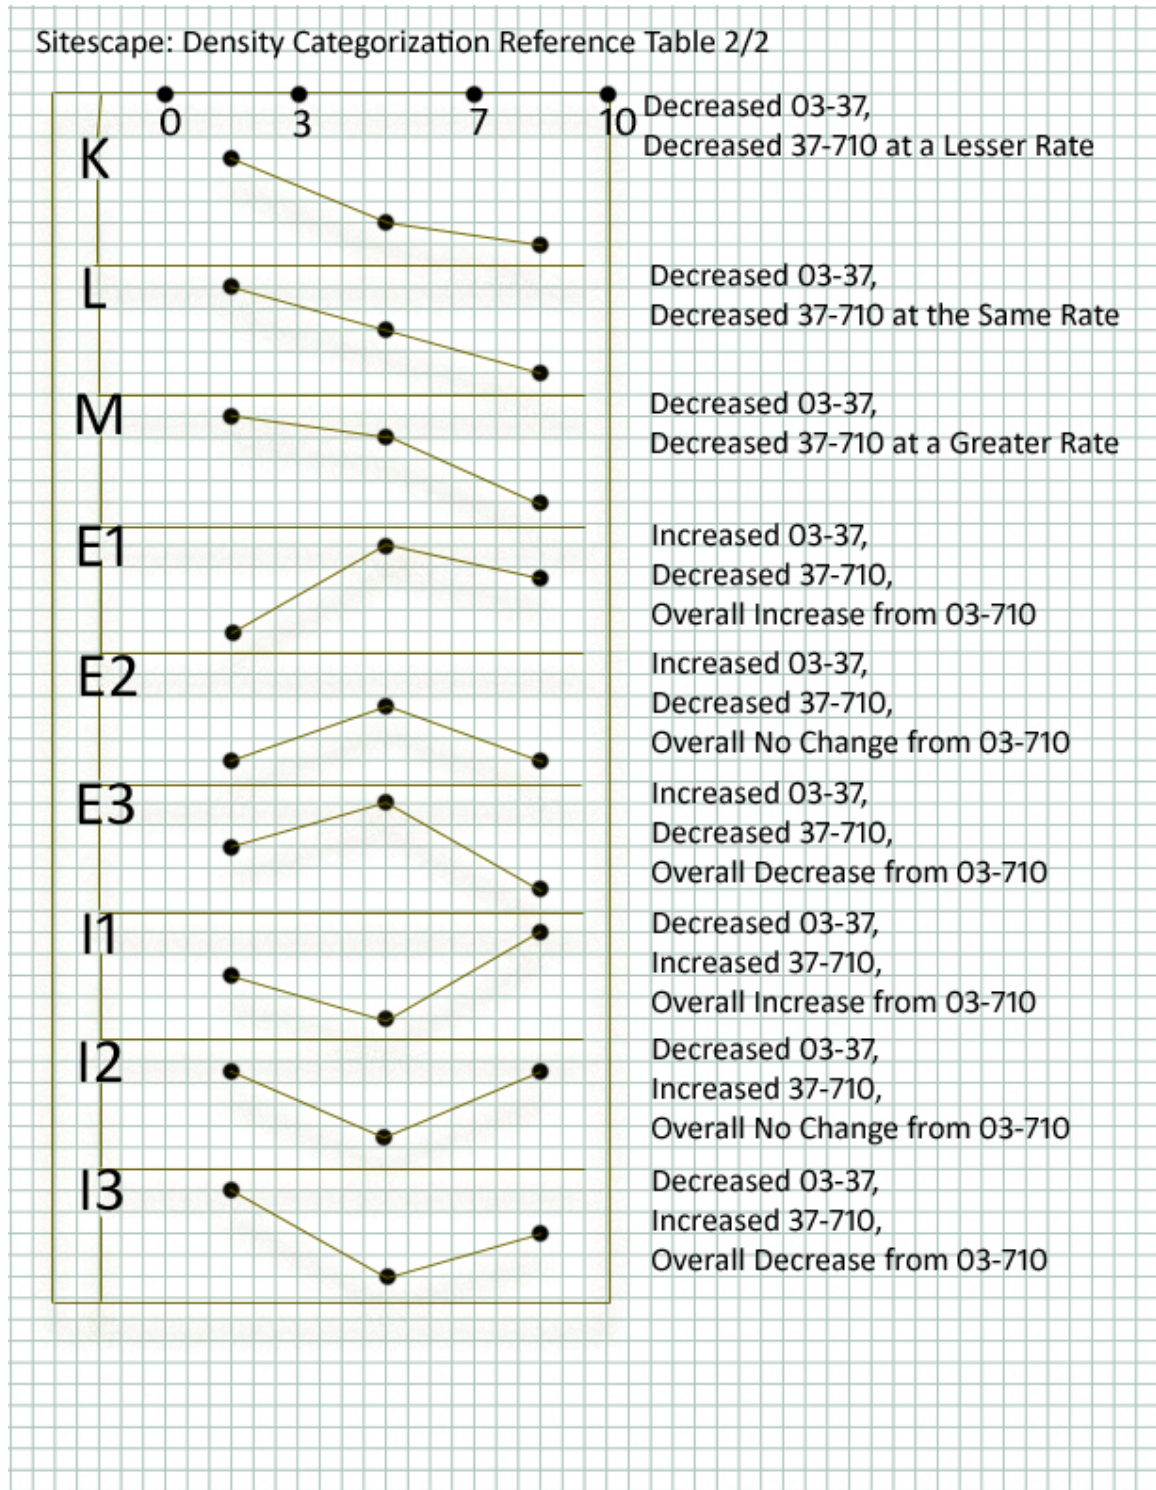 Sitescape: Density Categorization Reference Table 2/2
0 3 7 10
K
Decreased 03-37,
Decreased 37-710 at a Lesser Rate
L
Decreased 03-37,
Decreased 37-710 at the Same Rate
M
Decreased 03-37,
Decreased 37-710 at a Greater Rate
E1
Increased 03-37,
Decreased 37-710,
Overall Increase from 03-710
E2
Increased 03-37,
Decreased 37-710,
Overall No Change from 03-710
E3
Increased 03-37,
Decreased 37-710,
Overall Decrease from 03-710
I1
Decreased 03-37,
Increased 37-710,
Overall Increase from 03-710
I2
Decreased 03-37,
Increased 37-710,
Overall No Change from 03-710
I3
Decreased 03-37,
Increased 37-710,
Overall Decrease from 03-710